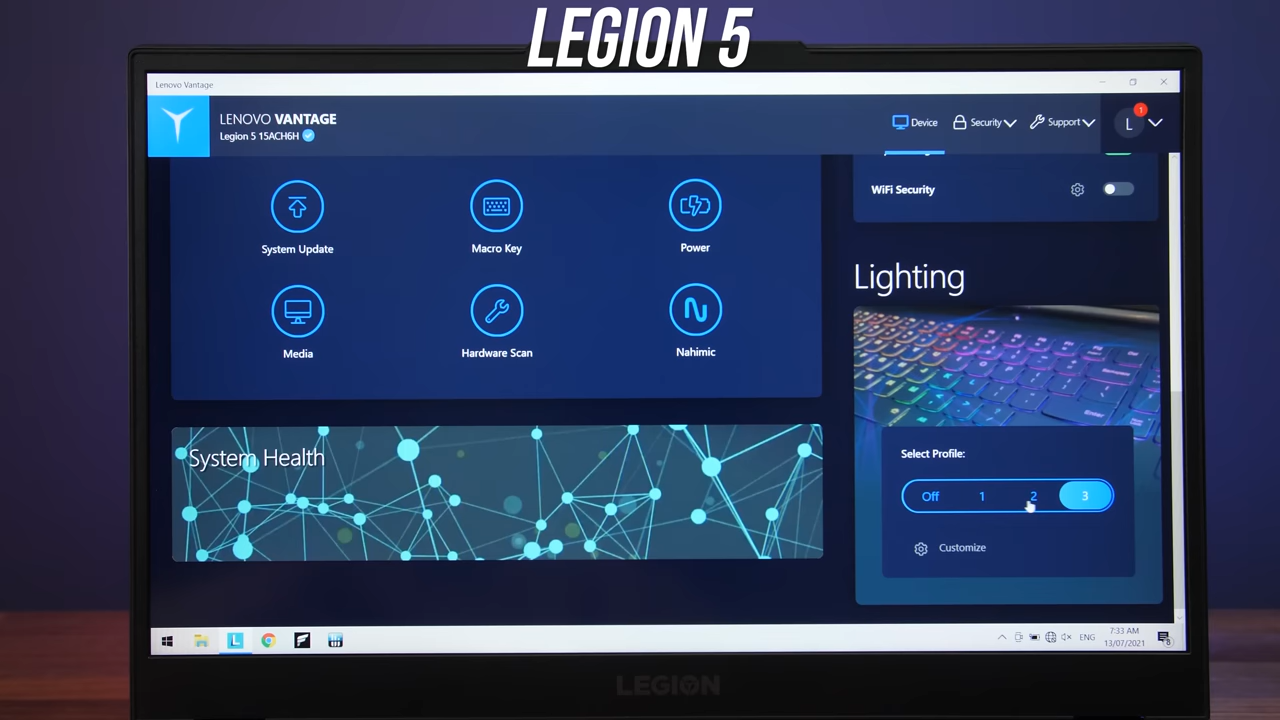 LEGION 5
Lenovo Vantage
LENOVO VANTAGE
Legion 5 15ACH6H
Device
Security
Support
L
1
WiFi Security
System Update
Macro Key
Power
Media
Hardware Scan
Nahimic
Lighting
System Health
Select Profile:
Off 1 2 3
Customize
L
ENG
7:33 AM
13/07/2021
8
LEGION